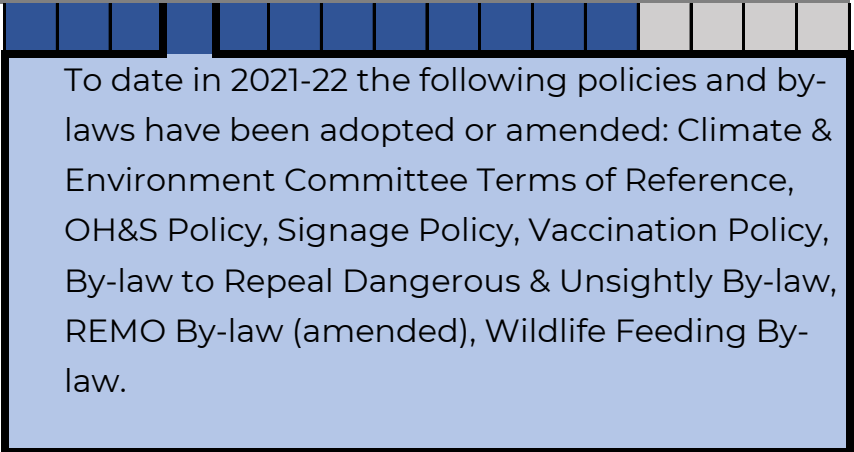 To date in 2021-22 the following policies and by-
laws have been adopted or amended: Climate &
Environment Committee Terms of Reference,
OH&S Policy, Signage Policy, Vaccination Policy,
By-law to Repeal Dangerous & Unsightly By-law,
REMO By-law (amended), Wildlife Feeding By-
law.